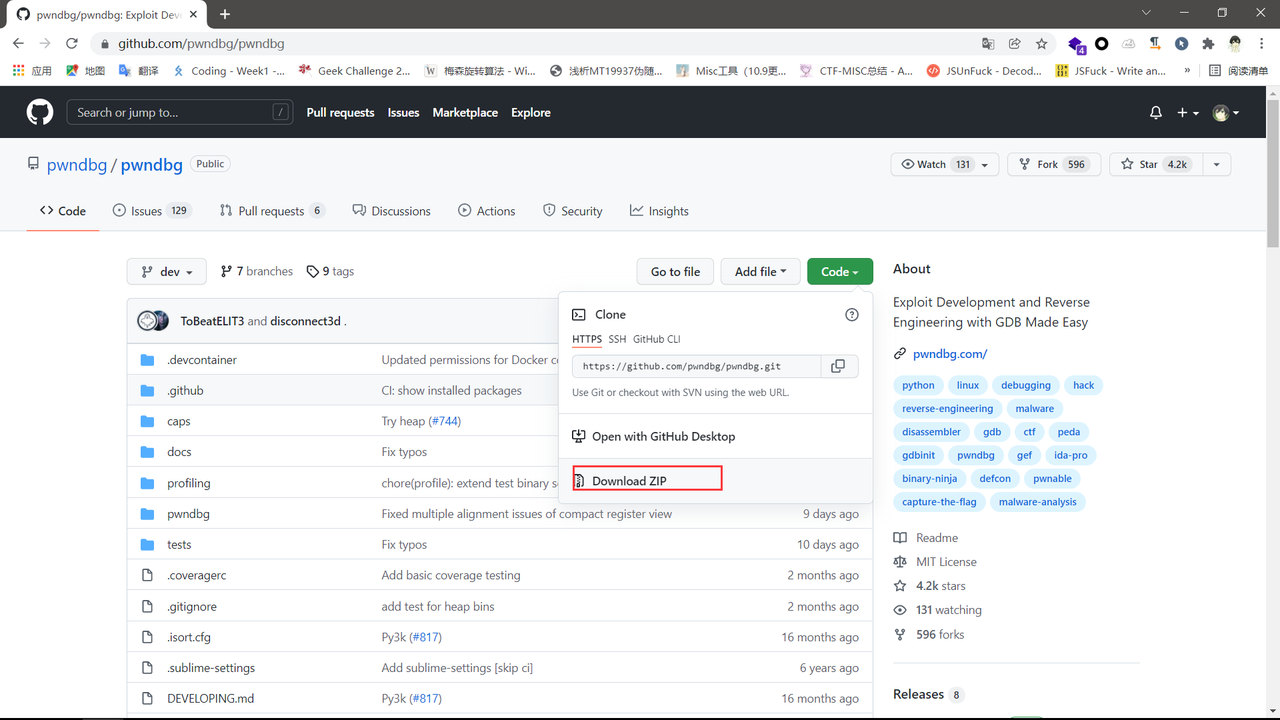 pwndbg/pwndbg: Exploit Dev
github.com/pwndbg/pwndbg
4
应用 地图 翻译 Coding - Week1 -... Geek Challenge 2... 梅森旋转算法 - Wi... 浅析MT19937伪随... Misc工具（10.9更... CTF-MISC总结 - A... JSUnFuck - Decod... JSFuck - Write an... » 阅读清单
Search or jump to... / Pull requests Issues Marketplace Explore
pwndbg / pwndbg Public
Watch 131 Fork 596 Star 4.2k
Code Issues 129 Pull requests 6 Discussions Actions Security Insights
dev 7 branches 9 tags Go to file Add file Code
ToBeatELIT3 and disconnect3d .
.devcontainer Updated permissions for Docker co
.github CI: show installed packages
caps Try heap (#744)
docs Fix typos
profiling chore(profile): extend test binary s
pwndbg Fixed multiple alignment issues of compact register view 9 days ago
tests Fix typos 10 days ago
.coveragerc Add basic coverage testing 2 months ago
.gitignore add test for heap bins 2 months ago
.isort.cfg Py3k (#817) 16 months ago
.sublime-settings Add sublime-settings [skip ci] 6 years ago
DEVELOPING.md Py3k (#817) 16 months ago
Clone
HTTPS SSH GitHub CLI
https://github.com/pwndbg/pwndbg.git
Use Git or checkout with SVN using the web URL.
Open with GitHub Desktop
Download ZIP
About
Exploit Development and Reverse
Engineering with GDB Made Easy
pwndbg.com/
python linux debugging hack
reverse-engineering malware
disassembler gdb ctf peda
gdbinit pwndbg gef ida-pro
binary-ninja defcon pwnable
capture-the-flag malware-analysis
Readme
MIT License
4.2k stars
131 watching
596 forks
Releases 8